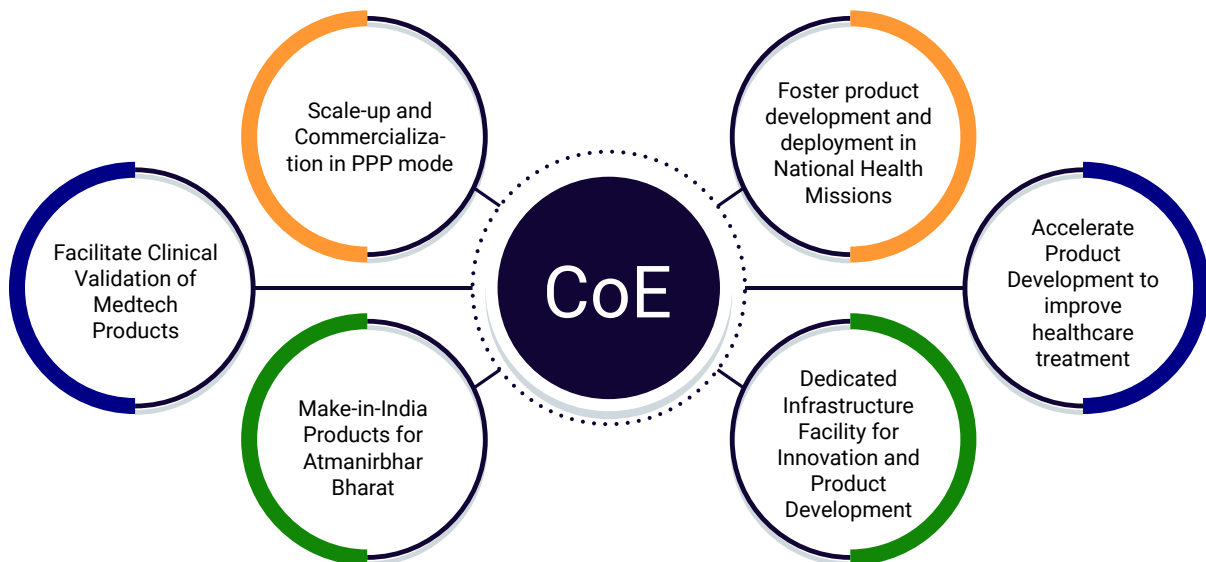 Scale-up and
Commercializa-
tion in PPP mode
Foster product
development and
deployment in
National Health
Missions
Facilitate Clinical
Validation of
Medtech
Products
CoE
Accelerate
Product
Development to
improve
healthcare
treatment
Make-in-India
Products for
Atmanirbhar
Bharat
Dedicated
Infrastructure
Facility for
Innovation and
Product
Development